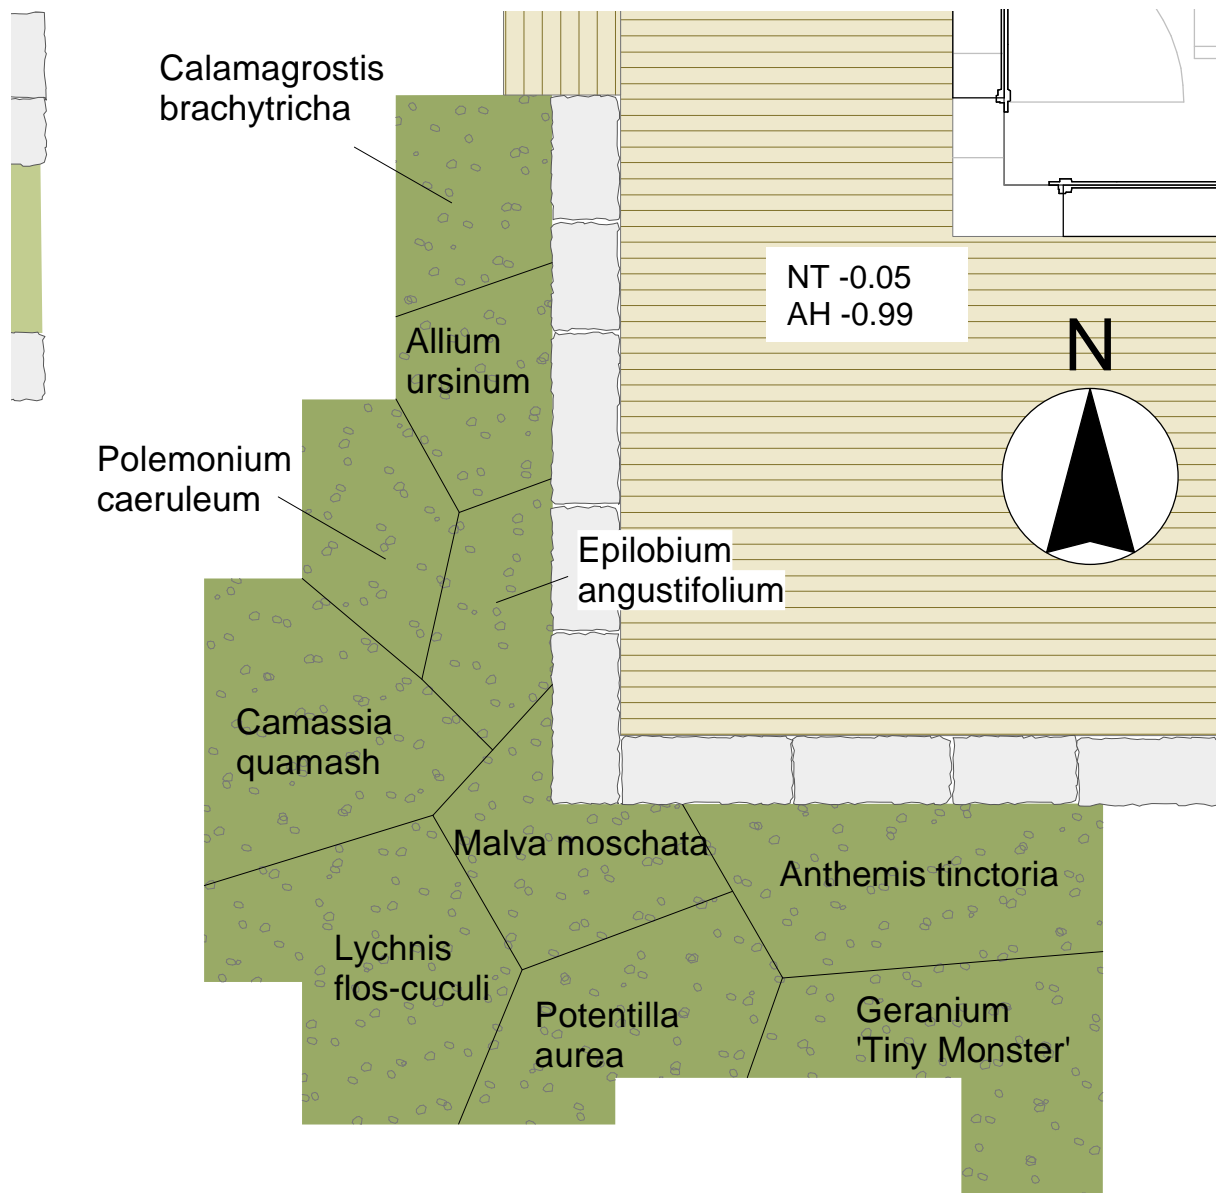 Calamagrostis
brachytricha
NT -0.05
AH -0.99
N
Allium
ursinum
Polemonium
caeruleum
Epilobium
angustifolium
Camassia
quamash
Malva moschata
Anthemis tinctoria
Lychnis
flos-cuculi
Potentilla
aurea
Geranium
'Tiny Monster'